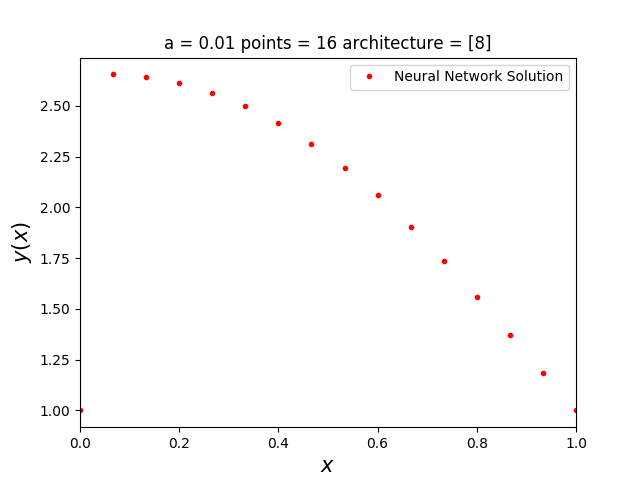 a = 0.01 points = 16 architecture = [8]
Neural Network Solution
2.50
2.25
2.00
1.75
1.50
1.25
1.00
y(x)
0.0 0.2 0.4 0.6 0.8 1.0
x